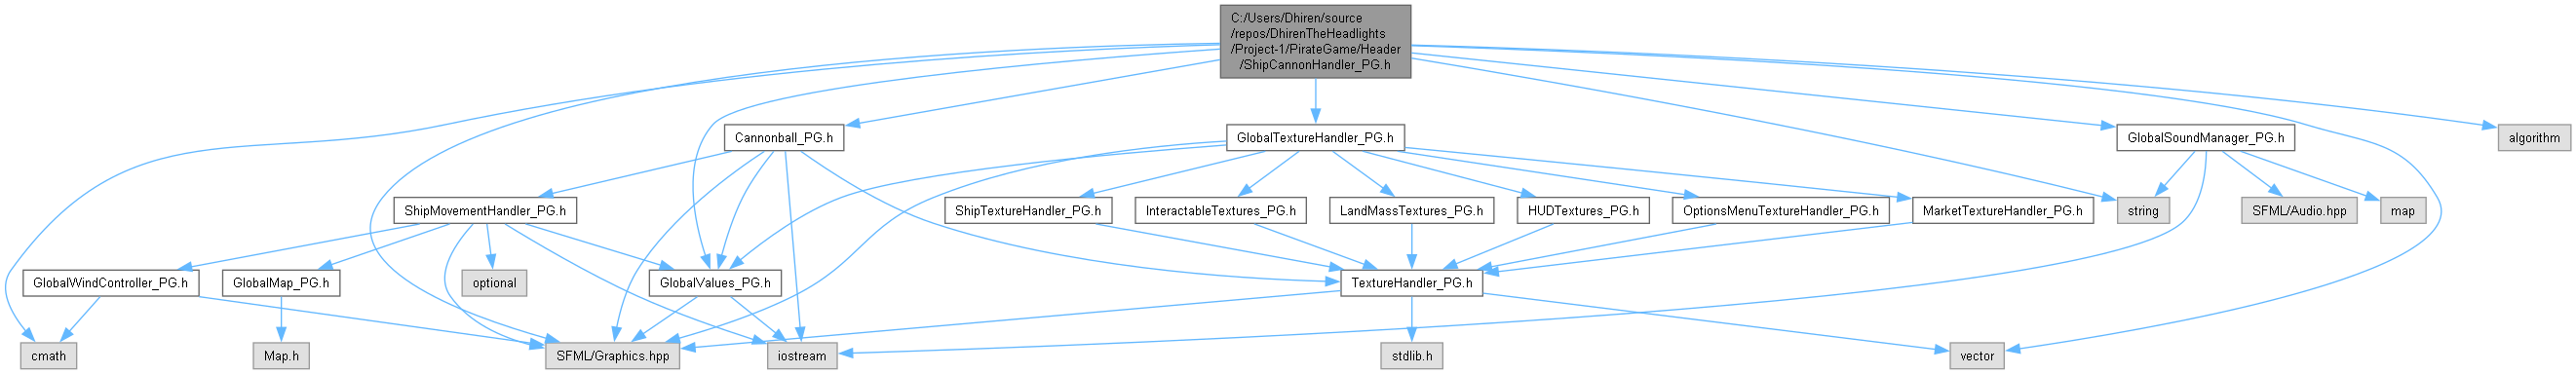 C:/Users/Dhiren/source
/repos/DhirenTheHeadlights
/Project-1/PirateGame/Header
/ShipCannonHandler_PG.h
Cannonball_PG.h
GlobalTextureHandler_PG.h
GlobalSoundManager_PG.h
algorithm
ShipMovementHandler_PG.h
ShipTextureHandler_PG.h
InteractableTextures_PG.h
LandMassTextures_PG.h
HUDTextures_PG.h
OptionsMenuTextureHandler_PG.h
MarketTextureHandler_PG.h
string
SFML/Audio.hpp
map
GlobalWindController_PG.h
GlobalMap_PG.h
optional
GlobalValues_PG.h
TextureHandler_PG.h
cmath
Map.h
SFML/Graphics.hpp
iostream
stdlib.h
vector